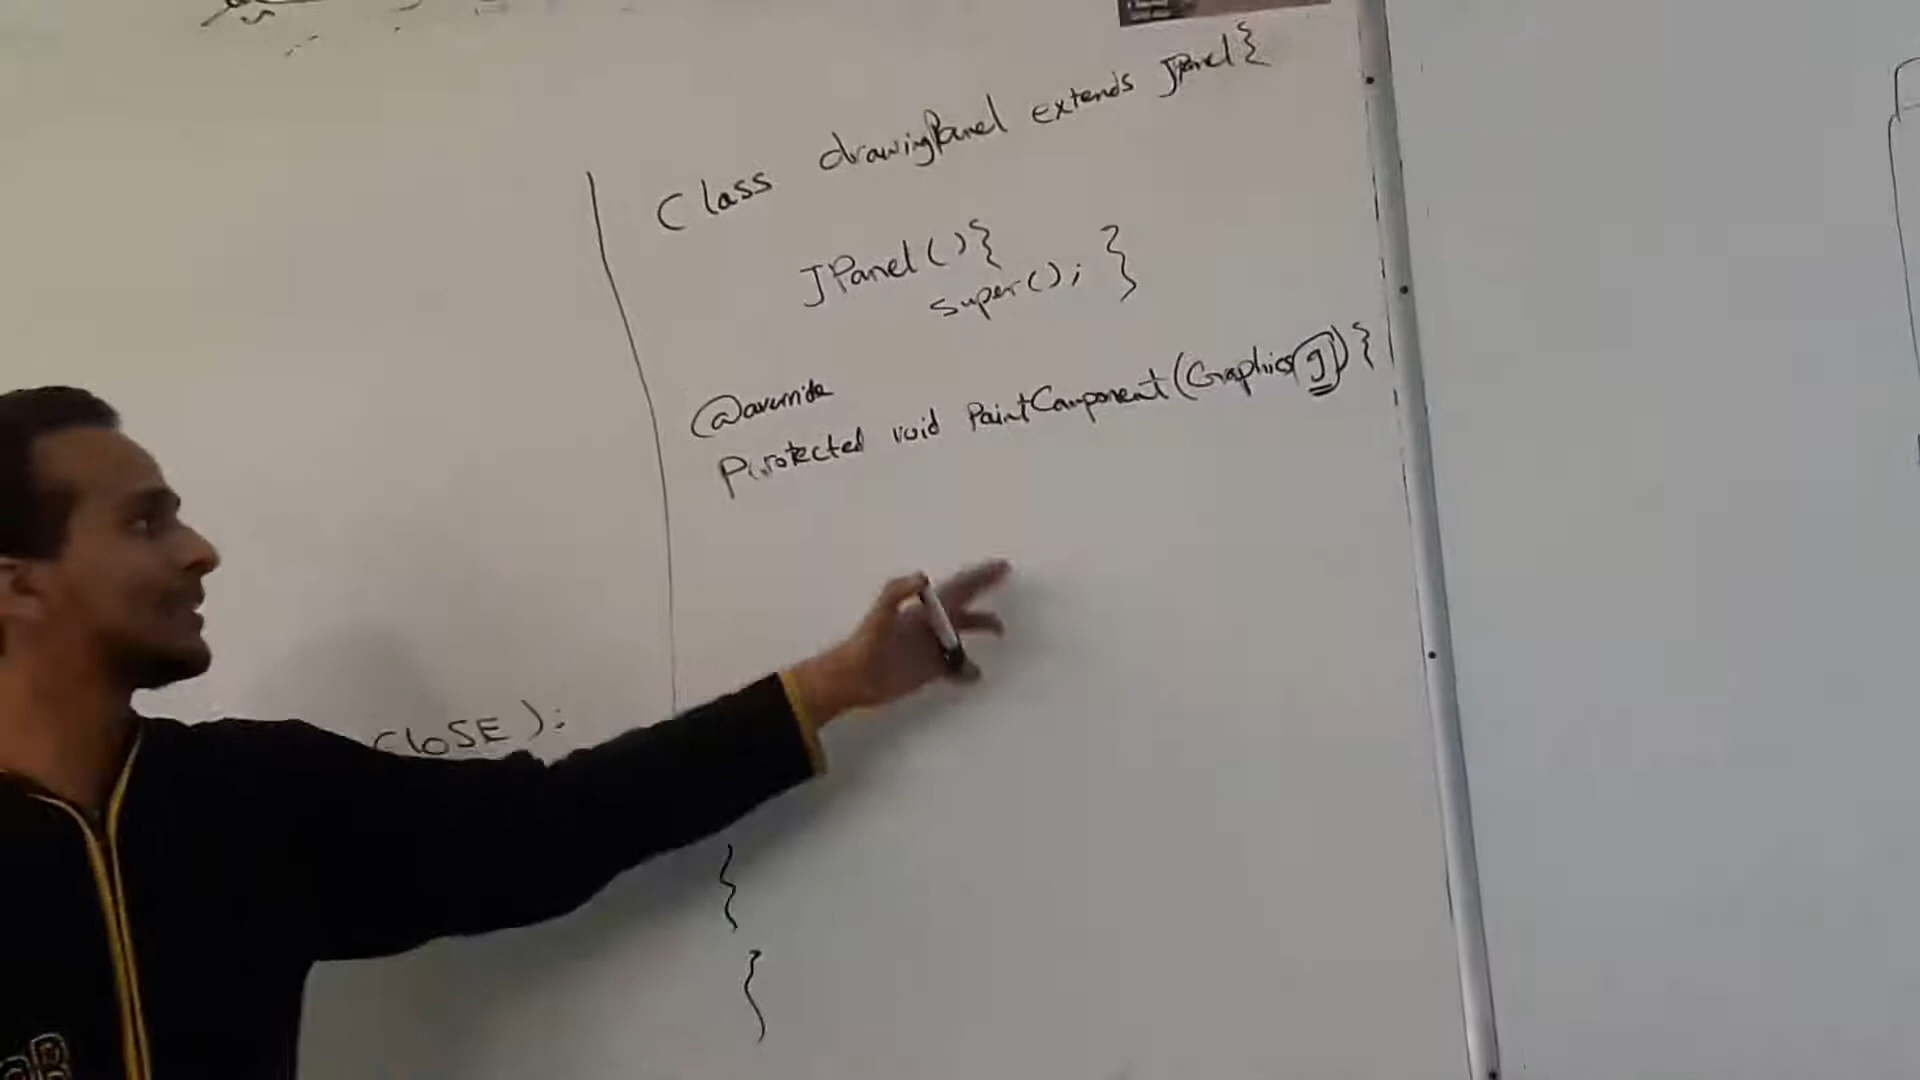 Class drawingPanel extends JPanel{
JPanel(){
super(); }
@override
Protected void PaintComponent(Graphics g){
CLOSE):
}
}